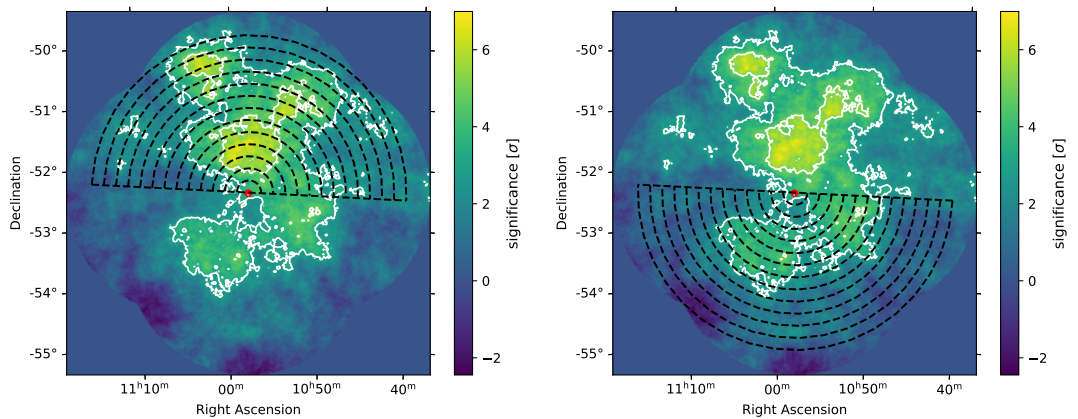 -50°
-51°
-52°
-53°
-54°
-55°
Declination
11ʰ10ᵐ 00ᵐ 10ʰ50ᵐ 40ᵐ
Right Ascension
6
4
2
0
−2
significance [σ]
-50°
-51°
-52°
-53°
-54°
-55°
Declination
11ʰ10ᵐ 00ᵐ 10ʰ50ᵐ 40ᵐ
Right Ascension
6
4
2
0
−2
significance [σ]